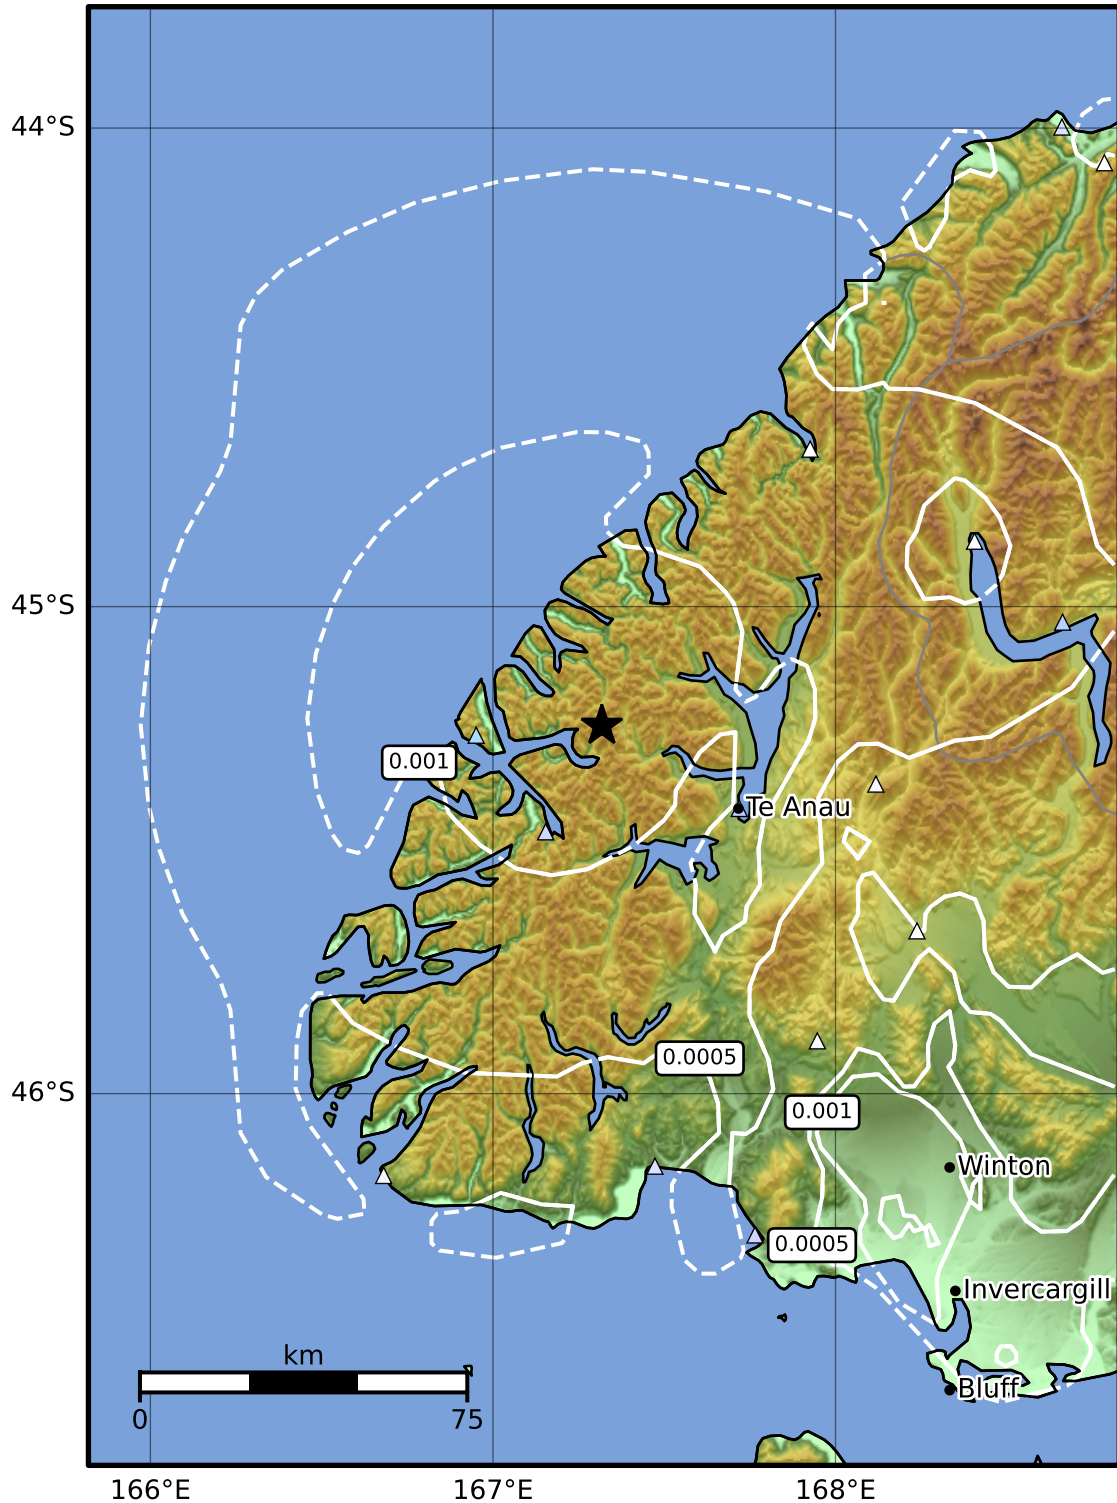 44°S
45°S
0.001
Te Anau
46°S
0.0005
0.001
Winton
0.0005
Invercargill
km
Bluff
0
75
166°E
167°E
168°E